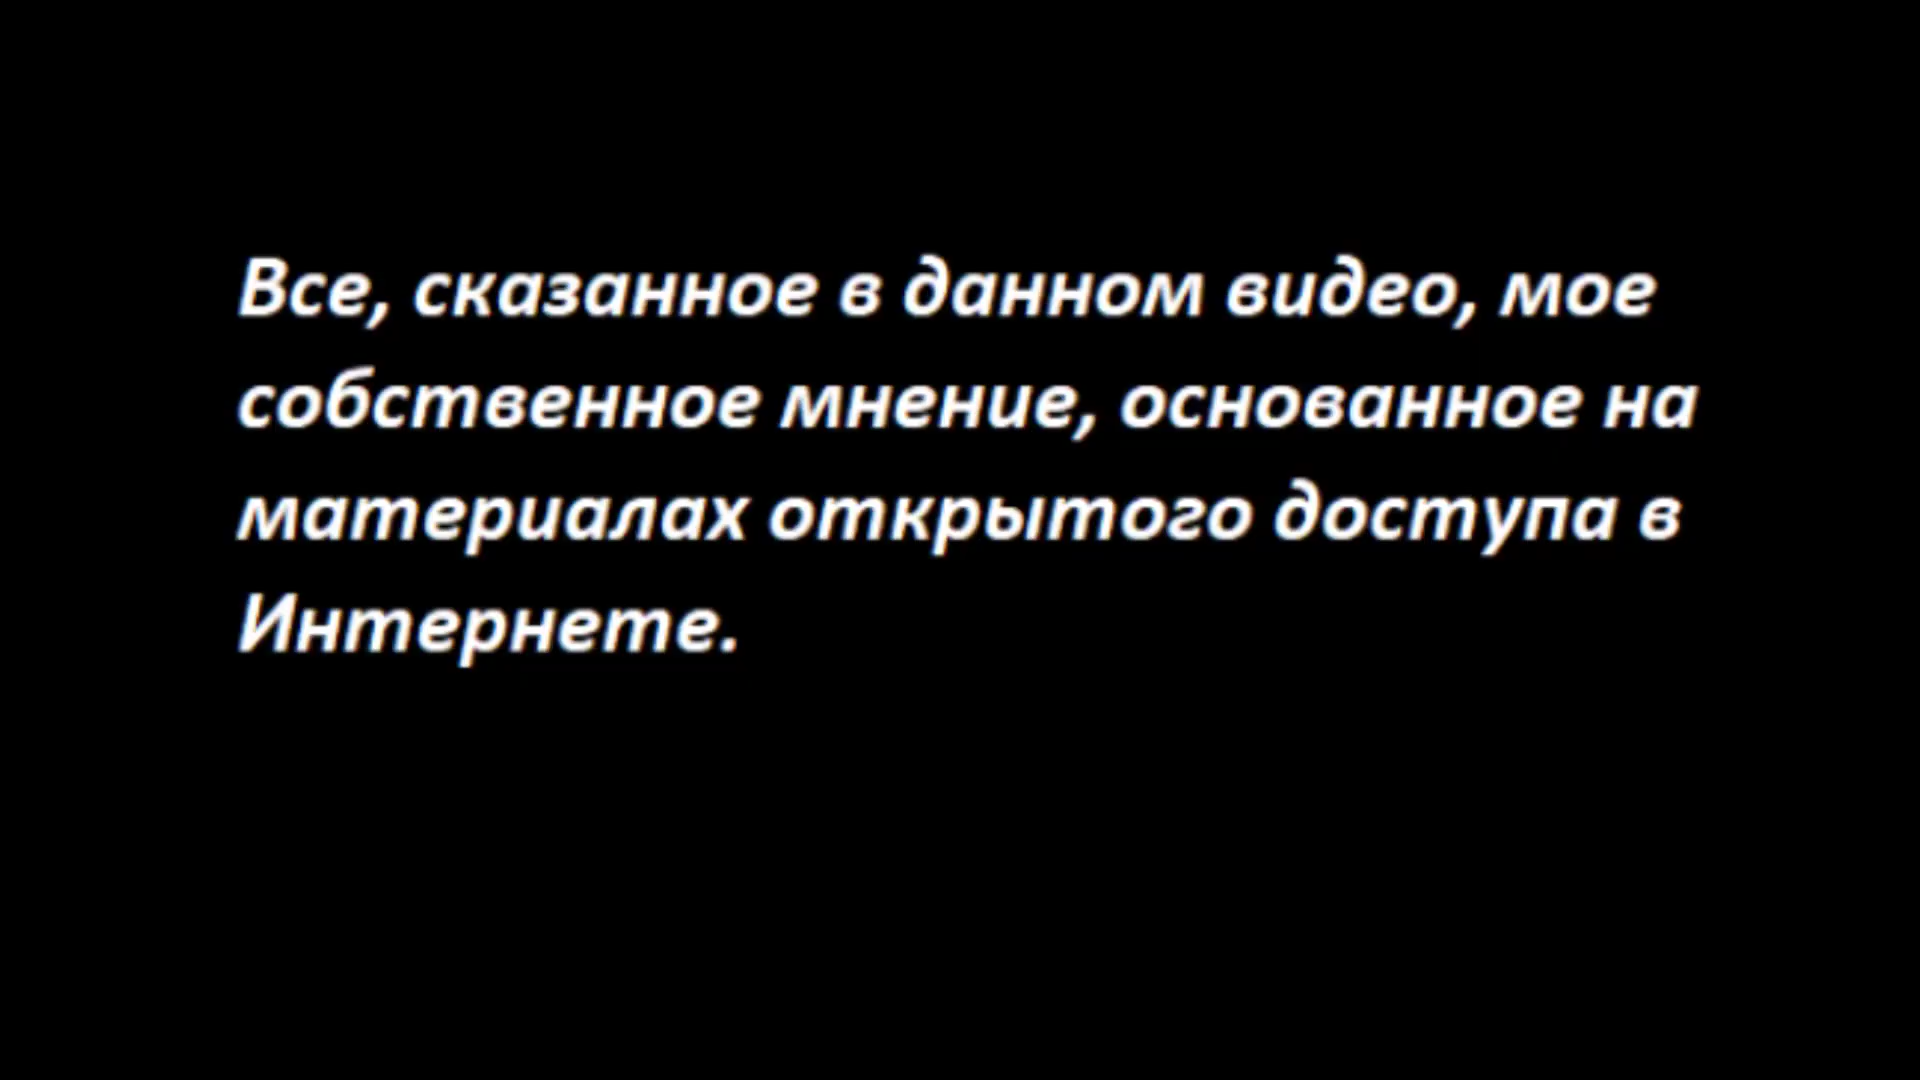 Все, сказанное в данном видео, мое
собственное мнение, основанное на
материалах открытого доступа в
Интернете.